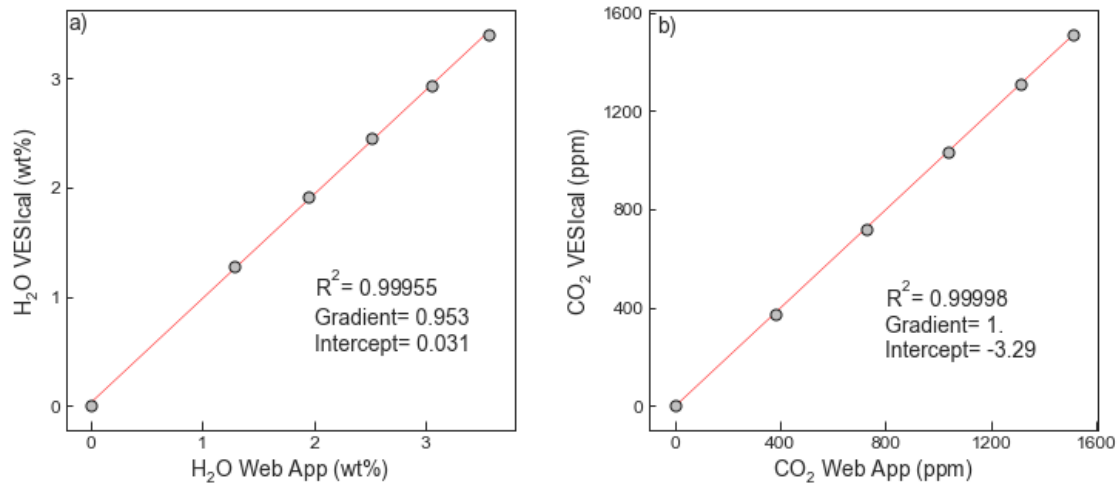 a)
H₂O VESIcal (wt%)
3
2
1
0
R²= 0.99955
Gradient= 0.953
Intercept= 0.031
0 1 2 3
H₂O Web App (wt%)
b)
CO₂ VESIcal (ppm)
1600
1200
800
400
0
R²= 0.99998
Gradient= 1.
Intercept= -3.29
0 400 800 1200 1600
CO₂ Web App (ppm)